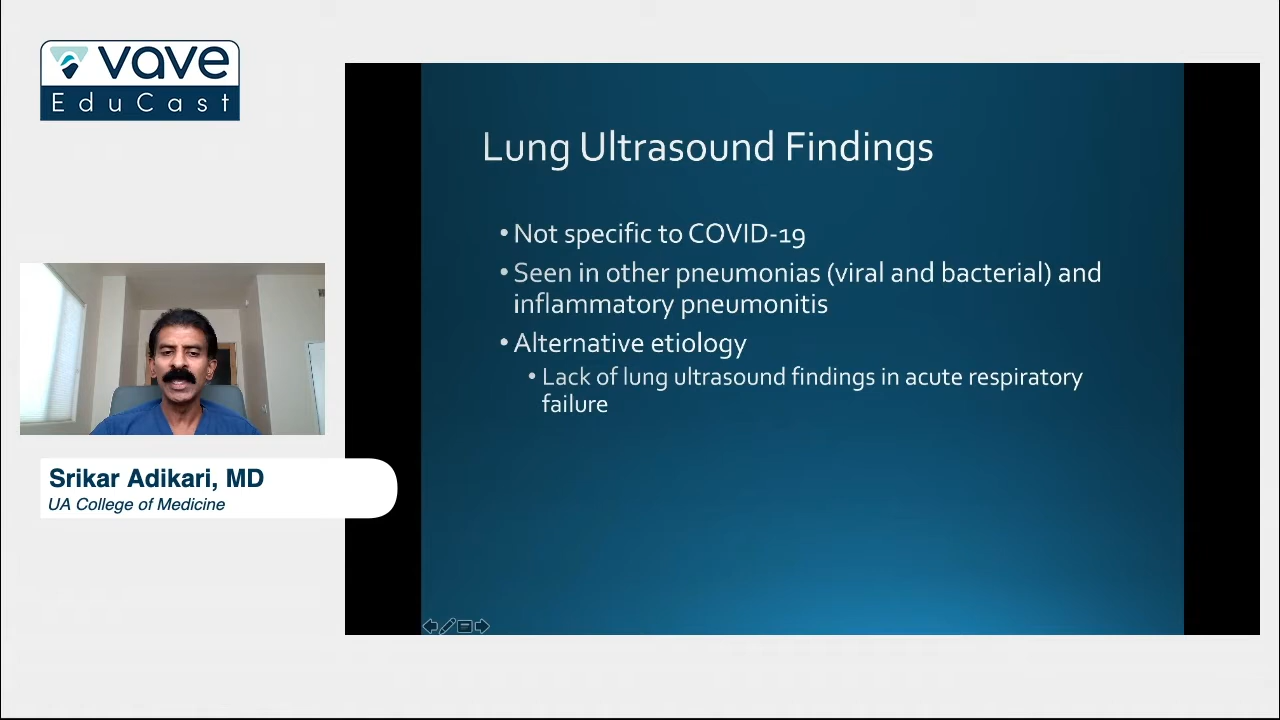 vave
EduCast
Lung Ultrasound Findings
• Not specific to COVID-19
• Seen in other pneumonias (viral and bacterial) and
inflammatory pneumonitis
• Alternative etiology
• Lack of lung ultrasound findings in acute respiratory
failure
Srikar Adikari, MD
UA College of Medicine